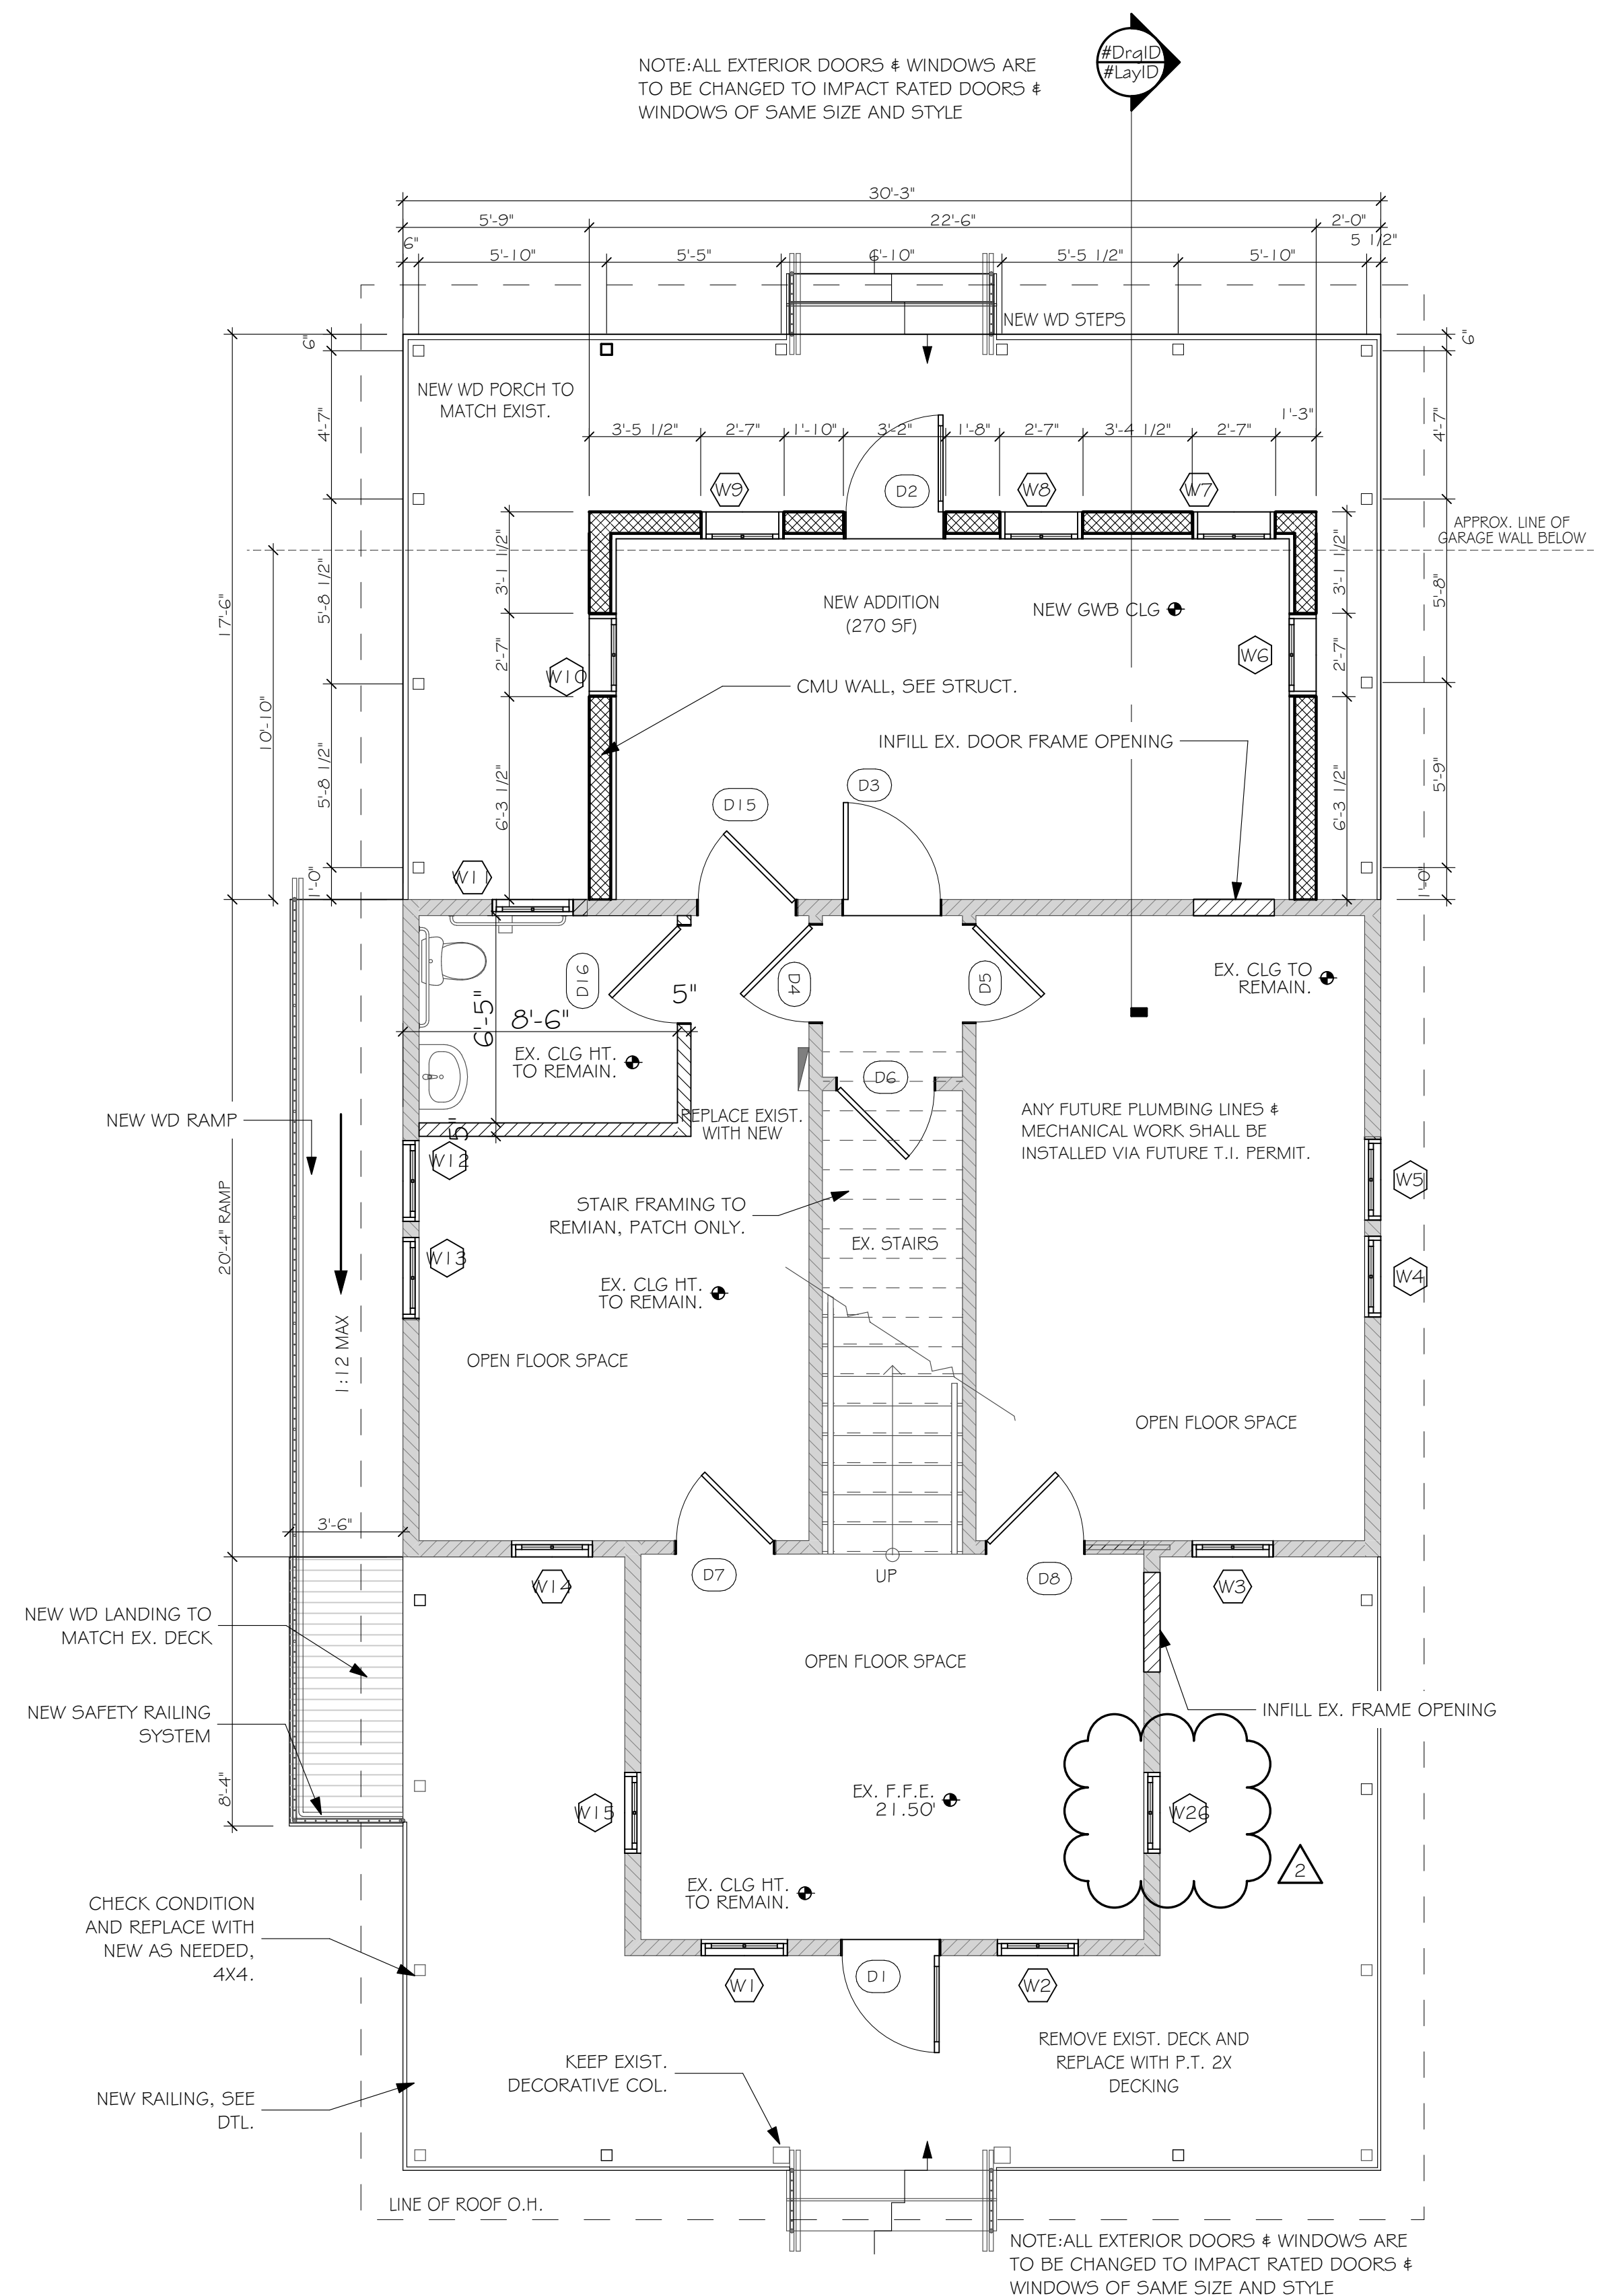 #DrgID
#LayID
NOTE:ALL EXTERIOR DOORS & WINDOWS ARE
TO BE CHANGED TO IMPACT RATED DOORS &
WINDOWS OF SAME SIZE AND STYLE
30'-3"
5'-9"
22'-6"
2'-0"
6"
5'-10"
5'-5"
6'-10"
5'-5 1/2"
5'-10"
5 1/2"
NEW WD STEPS
6"
6"
NEW WD PORCH TO
MATCH EXIST.
4'-7"
4'-7"
3'-5 1/2"
2'-7"
1'-10"
3'-2"
1'-8"
2'-7"
3'-4 1/2"
2'-7"
1'-3"
W9
D2
W8
W7
APPROX. LINE OF
GARAGE WALL BELOW
17'-6"
10'-10"
5'-8 1/2"
3'-1 1/2"
3'-1 1/2"
5'-8"
NEW ADDITION
(270 SF)
NEW GWB CLG
2'-7"
W10
W6
2'-7"
CMU WALL, SEE STRUCT.
INFILL EX. DOOR FRAME OPENING
5'-8 1/2"
6'-3 1/2"
6'-3 1/2"
5'-9"
D15
D3
1'-0"
W11
1'-0"
D16
D4
D5
EX. CLG TO
REMAIN.
5"
6'-5"
8'-6"
EX. CLG HT.
TO REMAIN.
D6
NEW WD RAMP
5"
REPLACE EXIST.
WITH NEW
ANY FUTURE PLUMBING LINES &
MECHANICAL WORK SHALL BE
INSTALLED VIA FUTURE T.I. PERMIT.
W12
W5
20'-4" RAMP
STAIR FRAMING TO
REMIAN, PATCH ONLY.
EX. STAIRS
W13
W4
EX. CLG HT.
TO REMAIN.
1:12 MAX
OPEN FLOOR SPACE
OPEN FLOOR SPACE
3'-6"
D7
UP
D8
W14
W3
NEW WD LANDING TO
MATCH EX. DECK
OPEN FLOOR SPACE
NEW SAFETY RAILING
SYSTEM
INFILL EX. FRAME OPENING
8'-4"
EX. F.F.E.
21.50'
W15
W26
2
EX. CLG HT.
TO REMAIN.
CHECK CONDITION
AND REPLACE WITH
NEW AS NEEDED,
4X4.
W1
D1
W2
REMOVE EXIST. DECK AND
REPLACE WITH P.T. 2X
DECKING
KEEP EXIST.
DECORATIVE COL.
NEW RAILING, SEE
DTL.
LINE OF ROOF O.H.
NOTE:ALL EXTERIOR DOORS & WINDOWS ARE
TO BE CHANGED TO IMPACT RATED DOORS &
WINDOWS OF SAME SIZE AND STYLE